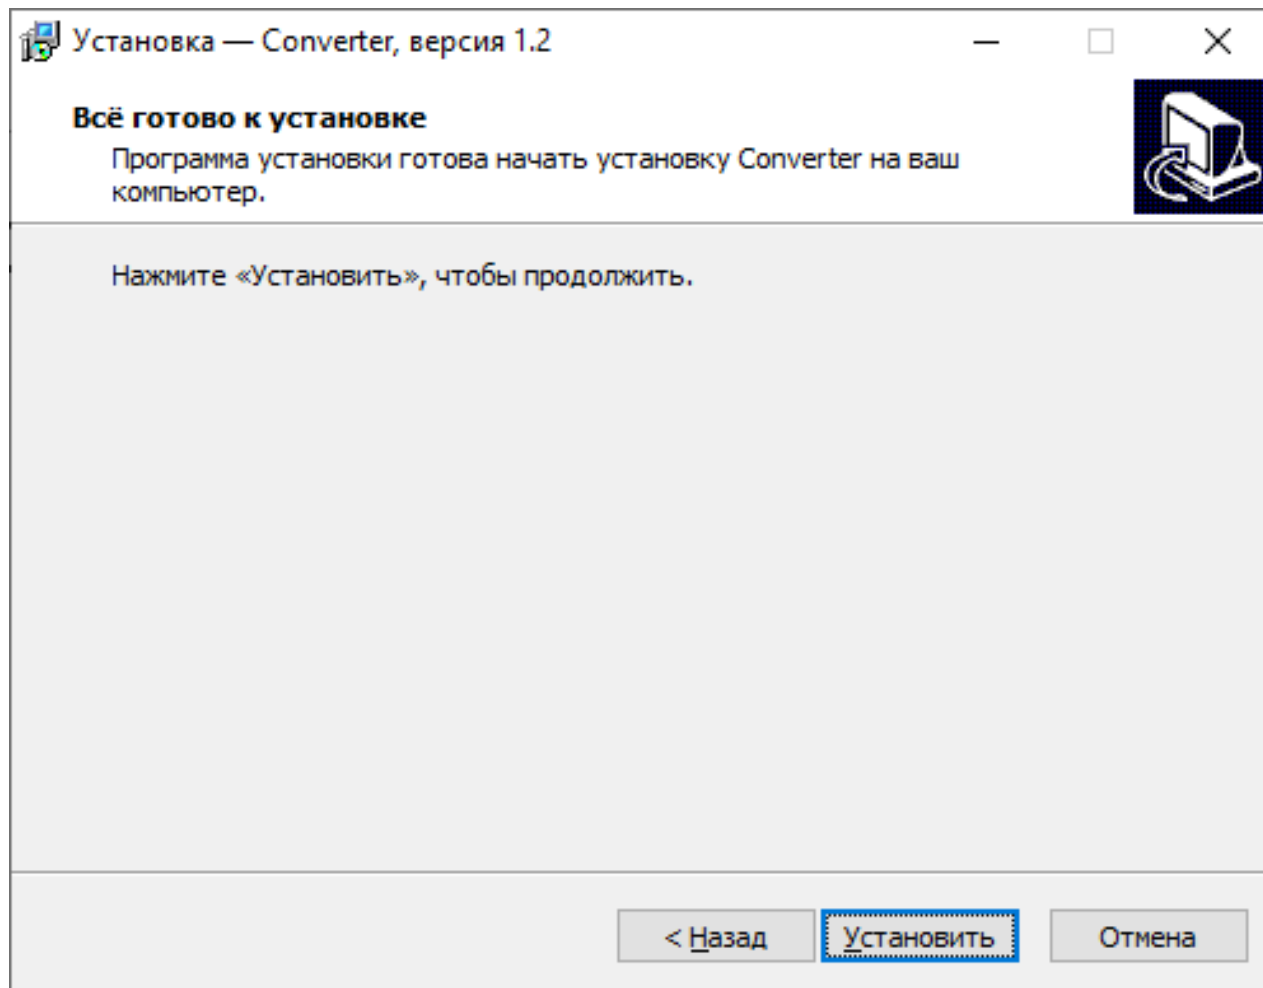 Установка — Converter, версия 1.2
Всё готово к установке
Программа установки готова начать установку Converter на ваш
компьютер.
Нажмите «Установить», чтобы продолжить.
< Назад
Установить
Отмена